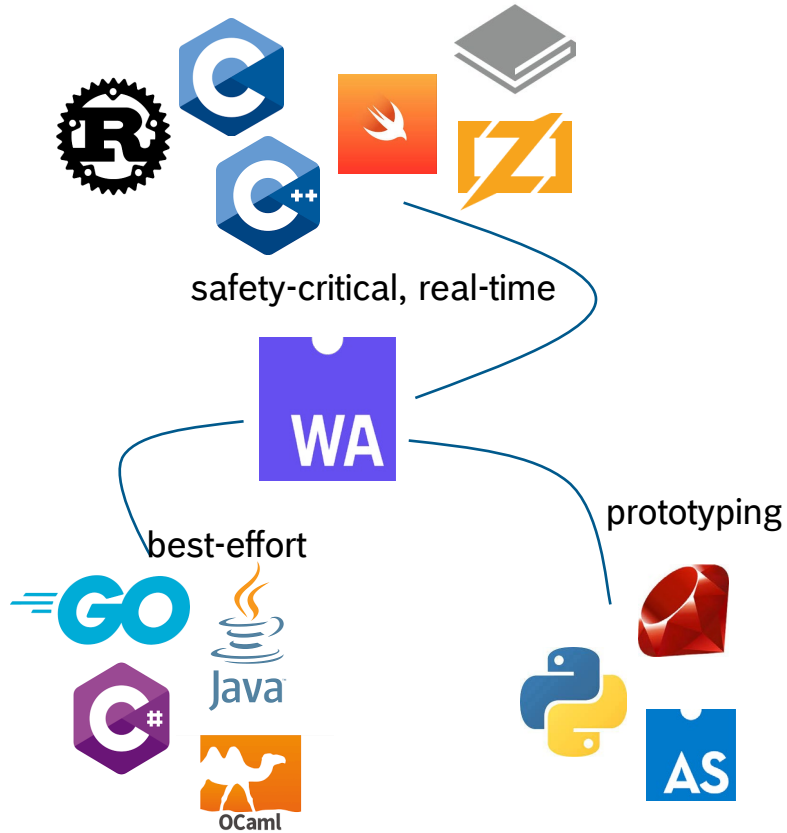 R
C
C++
Z
safety-critical, real-time
WA
prototyping
best-effort
GO
Java
C#
AS
OCaml